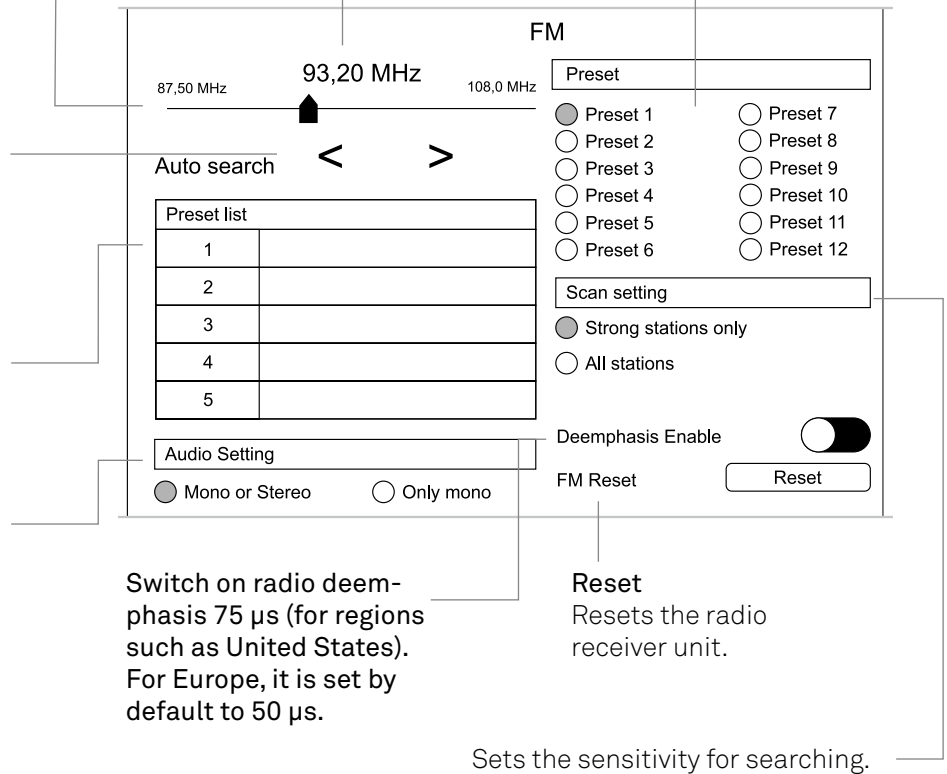 FM
93,20 MHz
87,50 MHz
108,0 MHz
Auto search < >
Preset list
1
2
3
4
5
Audio Setting
Mono or Stereo Only mono
Preset
Preset 1 Preset 7
Preset 2 Preset 8
Preset 3 Preset 9
Preset 4 Preset 10
Preset 5 Preset 11
Preset 6 Preset 12
Scan setting
Strong stations only
All stations
Deemphasis Enable
FM Reset Reset
Switch on radio deem-
phasis 75 µs (for regions
such as United States).
For Europe, it is set by
default to 50 µs.
Reset
Resets the radio
receiver unit.
Sets the sensitivity for searching.